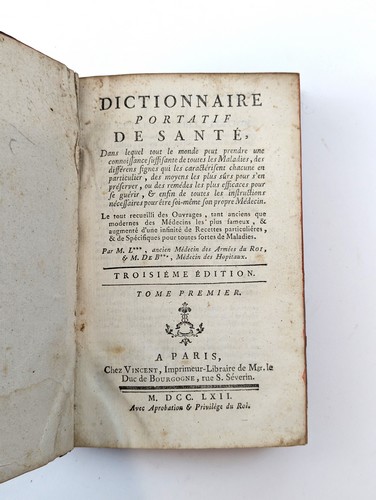 DICTIONNAIRE
PORTATIF
DE SANTÉ,
Dans lequel tout le monde peut prendre une
connoissance suffisante de toutes les Maladies, des
différens signes qui les caractérisent chacune en
particulier, des moyens les plus sûrs pour s'en
préserver, ou des remédes les plus efficaces pour
se guérir, & enfin de toutes les instructions
nécessaires pour être soi-même son propre Médecin.
Le tout recueilli des Ouvrages, tant anciens que
modernes des Médecins les plus fameux, &
augmenté d'une infinité de Recettes particulières,
& de Spécifiques pour toutes sortes de Maladies.
Par M. L***, ancien Médecin des Armées du ROI,
& M. DE B***, Médecin des Hopitaux.
TROISIÈME ÉDITION.
TOME PREMIER.
A PARIS,
Chez VINCENT, Imprimeur-Libraire de Mgr. le
Duc de BOURGOGNE, rue S. Séverin.
M. DCC. LXII.
Avec Aprobation & Privilége du Roi.